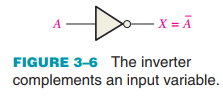 A X = A̅
FIGURE 3–6 The inverter
complements an input variable.